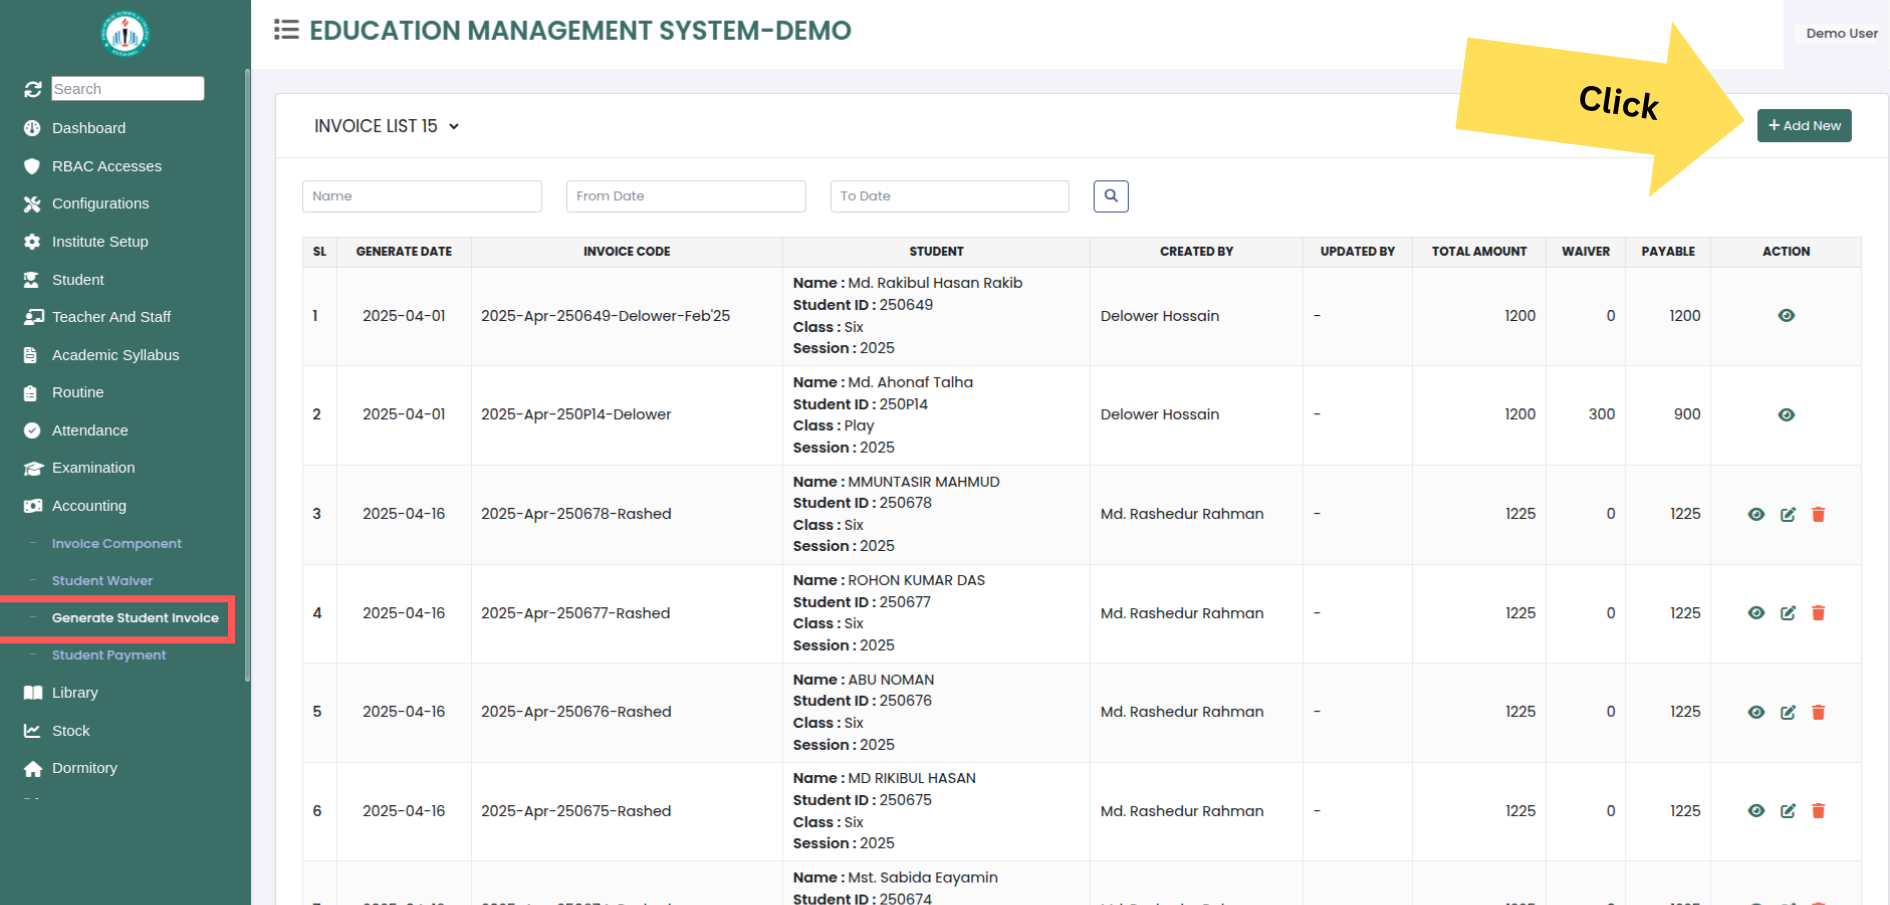 EDUCATION MANAGEMENT SYSTEM-DEMO
Demo User
Search
Dashboard
RBAC Accesses
Configurations
Institute Setup
Student
Teacher And Staff
Academic Syllabus
Routine
Attendance
Examination
Accounting
- Invoice Component
- Student Waiver
- Generate Student Invoice
- Student Payment
Library
Stock
Dormitory
INVOICE LIST 15
Click
+ Add New
Name From Date To Date
SL GENERATE DATE INVOICE CODE STUDENT CREATED BY UPDATED BY TOTAL AMOUNT WAIVER PAYABLE ACTION
Name : Md. Rakibul Hasan Rakib
Student ID : 250649
1 2025-04-01 2025-Apr-250649-Delower-Feb'25 Delower Hossain - 1200 0 1200
Class : Six
Session : 2025
Name : Md. Ahonaf Talha
Student ID : 250P14
2 2025-04-01 2025-Apr-250P14-Delower Delower Hossain - 1200 300 900
Class : Play
Session : 2025
Name : MMUNTASIR MAHMUD
Student ID : 250678
3 2025-04-16 2025-Apr-250678-Rashed Md. Rashedur Rahman - 1225 0 1225
Class : Six
Session : 2025
Name : ROHON KUMAR DAS
Student ID : 250677
4 2025-04-16 2025-Apr-250677-Rashed Md. Rashedur Rahman - 1225 0 1225
Class : Six
Session : 2025
Name : ABU NOMAN
Student ID : 250676
5 2025-04-16 2025-Apr-250676-Rashed Md. Rashedur Rahman - 1225 0 1225
Class : Six
Session : 2025
Name : MD RIKIBUL HASAN
Student ID : 250675
6 2025-04-16 2025-Apr-250675-Rashed Md. Rashedur Rahman - 1225 0 1225
Class : Six
Session : 2025
Name : Mst. Sabida Eayamin
Student ID : 250674